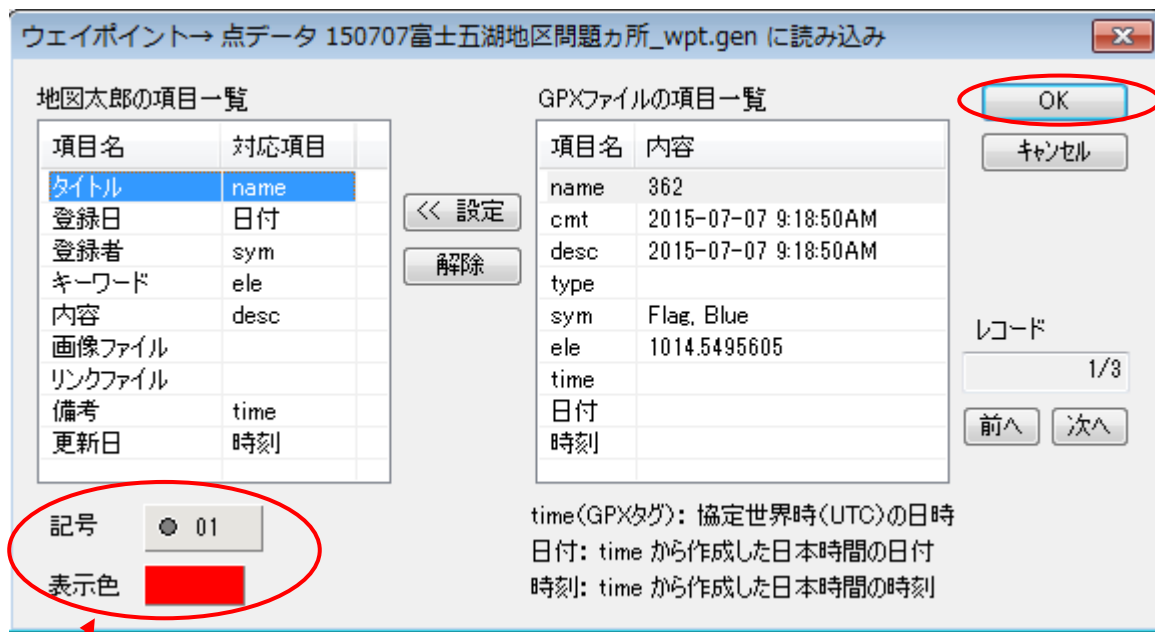 ウェイポイント→ 点データ 150707富士五湖地区問題ヵ所_wpt.gen に読み込み
地図太郎の項目一覧
項目名 対応項目
タイトル name
登録日 日付
登録者 sym
キーワード ele
内容 desc
画像ファイル
リンクファイル
備考 time
更新日 時刻
<< 設定
解除
GPXファイルの項目一覧
項目名 内容
name 362
cmt 2015-07-07 9:18:50AM
desc 2015-07-07 9:18:50AM
type
sym Flag, Blue
ele 1014.5495605
time
日付
時刻
OK
キャンセル
レコード
1/3
前へ 次へ
記号 01
表示色
time(GPXタグ): 協定世界時(UTC)の日時
日付: time から作成した日本時間の日付
時刻: time から作成した日本時間の時刻